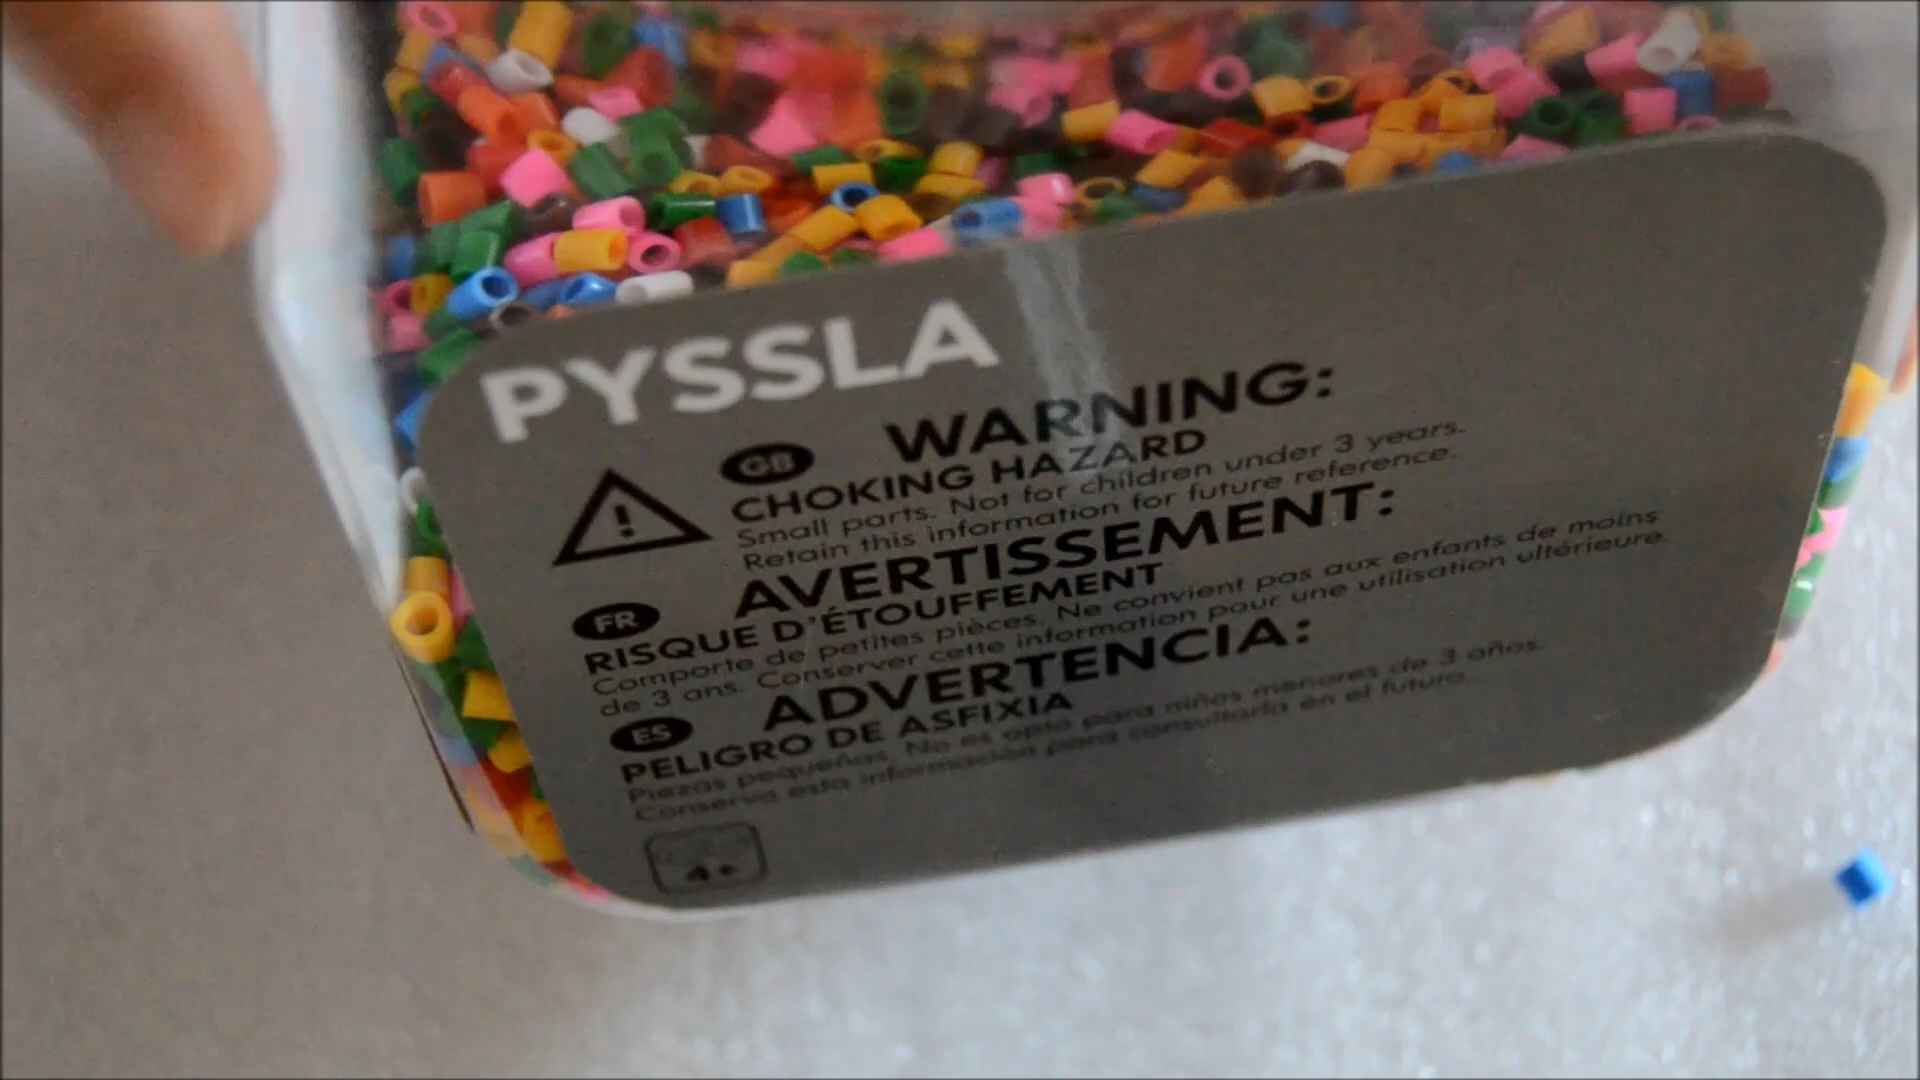 PYSSLA
GB WARNING:
CHOKING HAZARD
Small parts. Not for children under 3 years.
Retain this information for future reference.
AVERTISSEMENT:
FR RISQUE D'ÉTOUFFEMENT
Comporte de petites pièces. Ne convient pas aux enfants de moins
de 3 ans. Conserver cette information pour une utilisation ultérieure.
ADVERTENCIA:
ES PELIGRO DE ASFIXIA
Piezas pequeñas. No es apto para niños menores de 3 años.
Conserva esta información para consultarla en el futuro.
4+